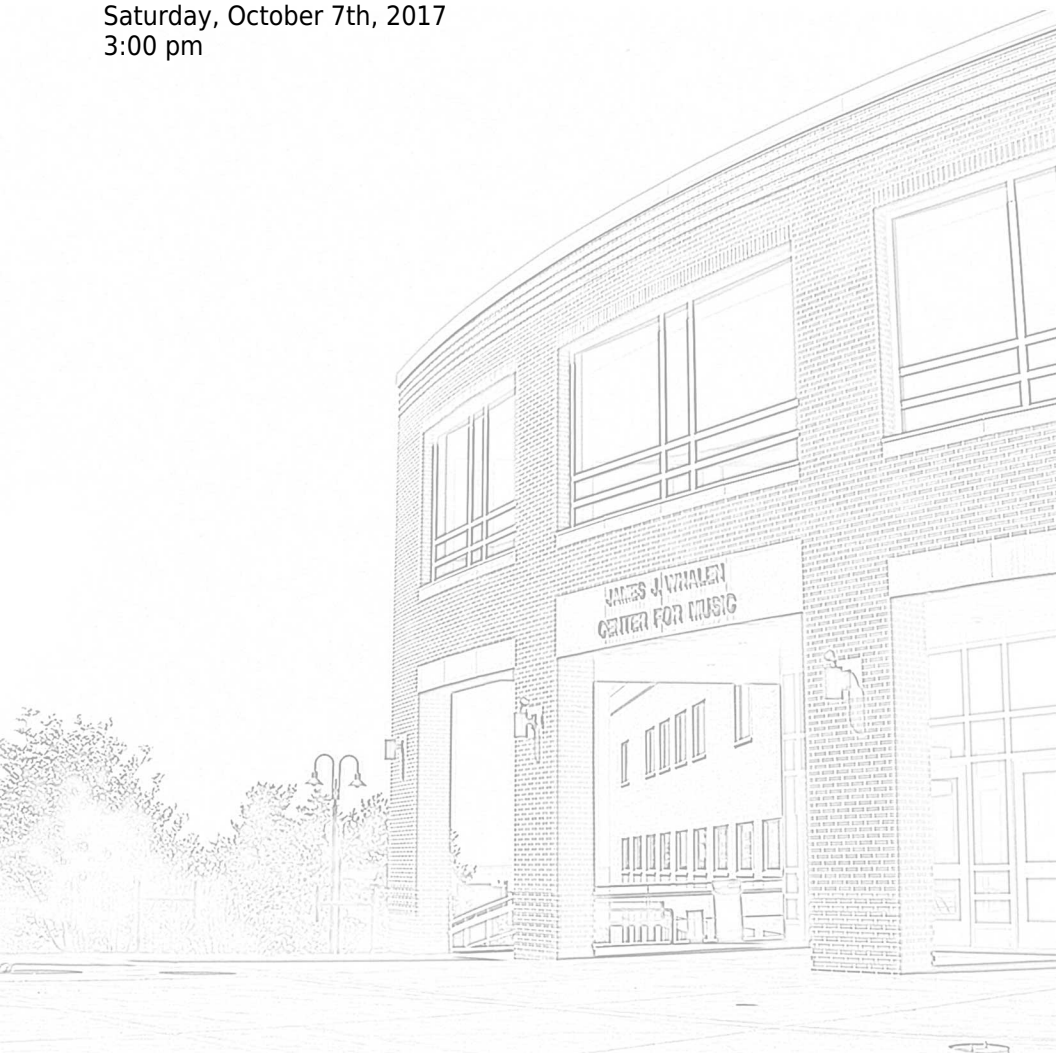 Saturday, October 7th, 2017
3:00 pm
JAMES J. WHALEN
CENTER FOR MUSIC